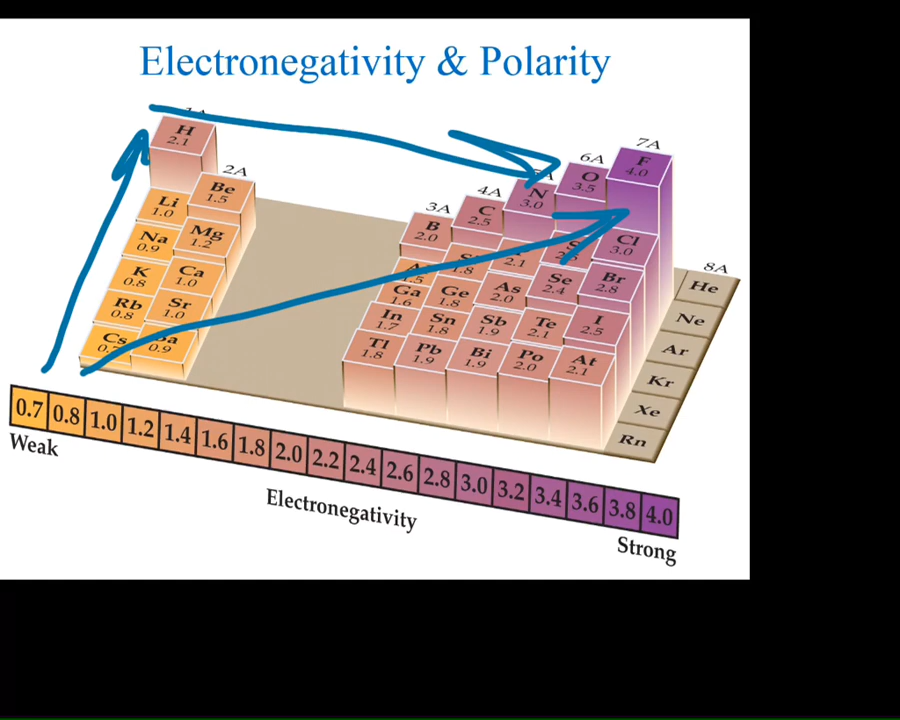 Electronegativity & Polarity
1A
H
2.1
2A
3A
4A
6A
7A
8A
Li
1.0
Be
1.5
B
2.0
C
2.5
N
3.0
O
3.5
F
4.0
He
Na
0.9
Mg
1.2
1.5
1.8
2.1
Cl
3.0
Ne
K
0.8
Ca
1.0
Ga
1.6
Ge
1.8
As
2.0
Se
2.4
Br
2.8
Ar
Rb
0.8
Sr
1.0
In
1.7
Sn
1.8
Sb
1.9
Te
2.1
I
2.5
Kr
Cs
0.9
Tl
1.8
Pb
1.9
Bi
1.9
Po
2.0
At
2.1
Xe
Rn
0.7 0.8 1.0 1.2 1.4 1.6 1.8 2.0 2.2 2.4 2.6 2.8 3.0 3.2 3.4 3.6 3.8 4.0
Weak
Electronegativity
Strong